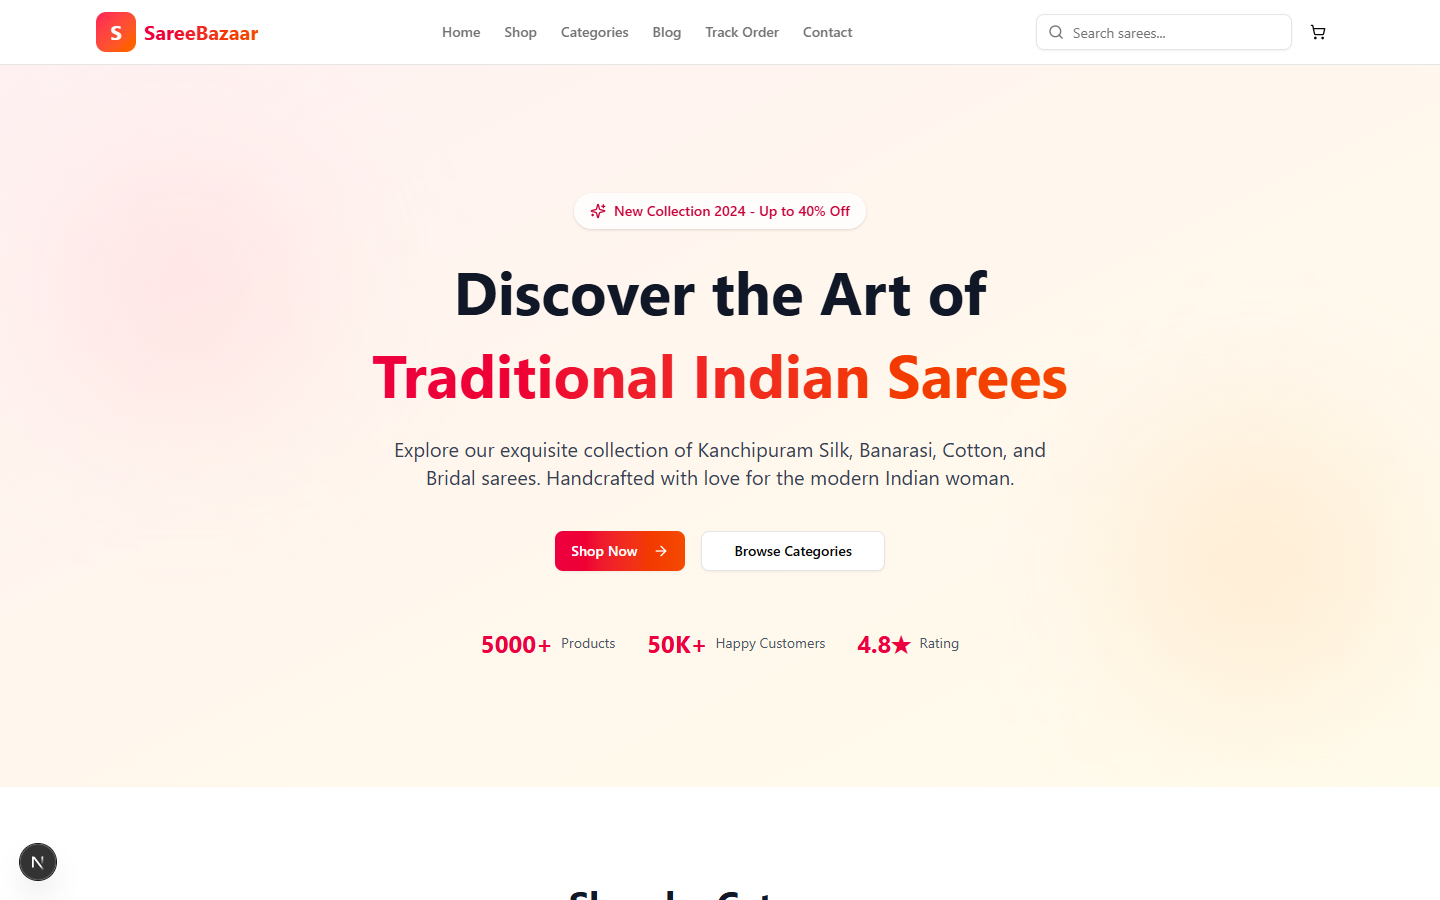 S SareeBazaar
Home Shop Categories Blog Track Order Contact
Search sarees...
New Collection 2024 - Up to 40% Off
Discover the Art of
Traditional Indian Sarees
Explore our exquisite collection of Kanchipuram Silk, Banarasi, Cotton, and
Bridal sarees. Handcrafted with love for the modern Indian woman.
Shop Now
Browse Categories
5000+ Products 50K+ Happy Customers 4.8★ Rating
N